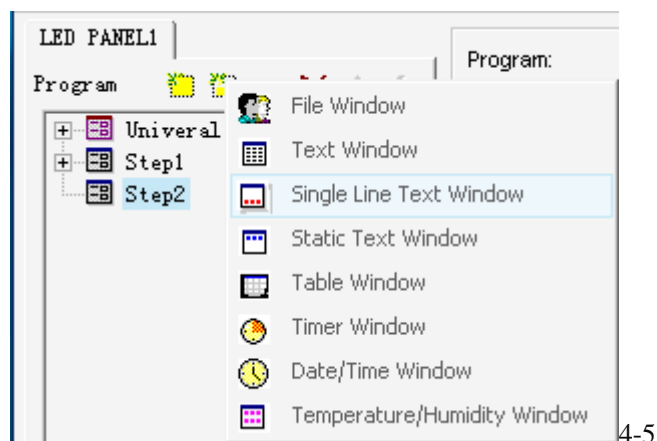 LED PANEL1
Program:
Program
Univeral
Step1
Step2
File Window
Text Window
Single Line Text Window
Static Text Window
Table Window
Timer Window
Date/Time Window
Temperature/Humidity Window
4-5